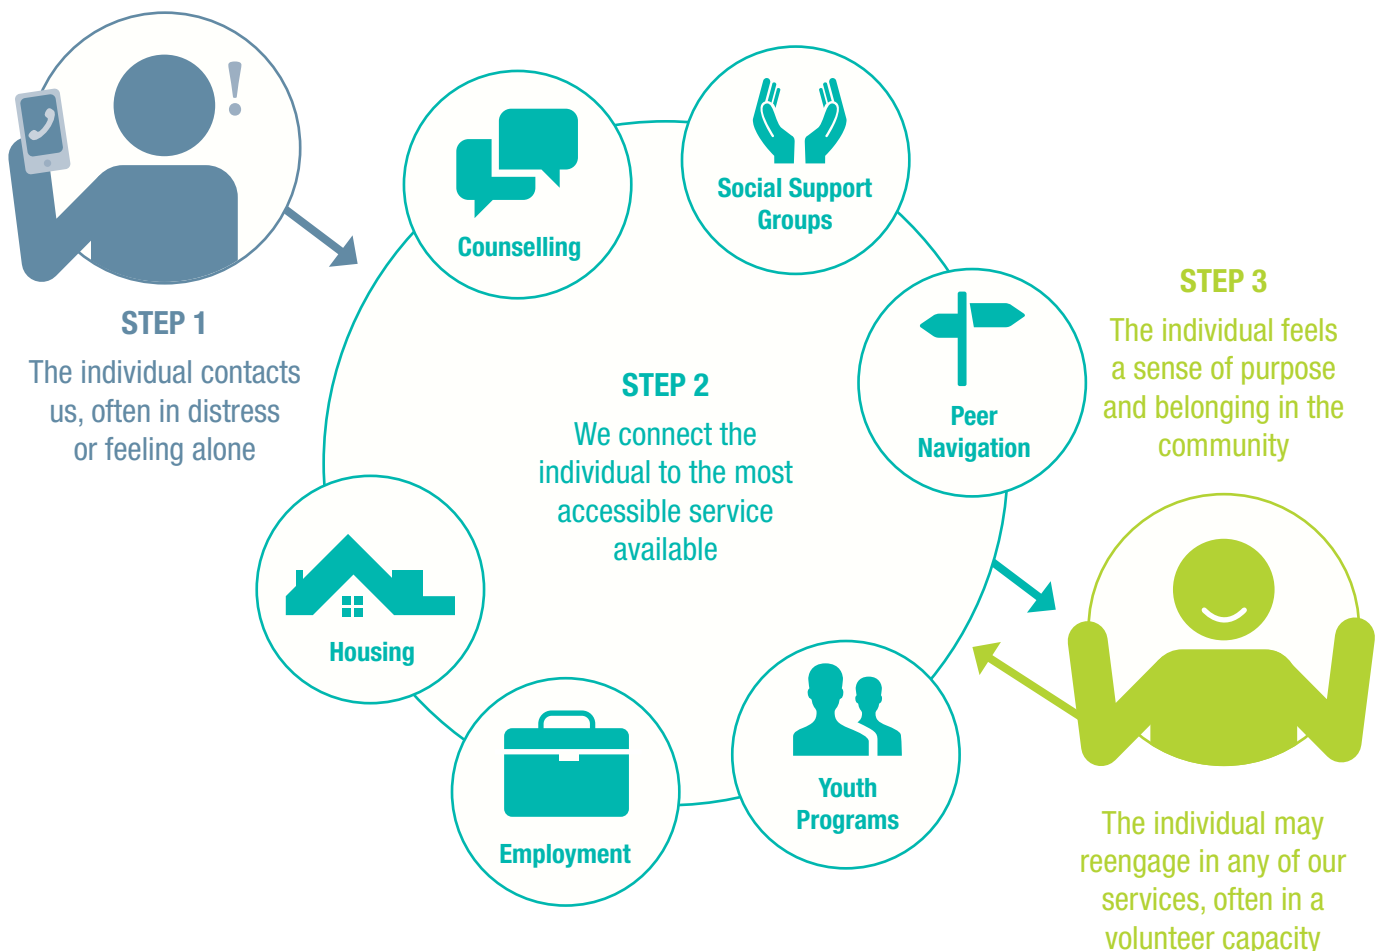 STEP 1
The individual contacts
us, often in distress
or feeling alone
Counselling
Social Support
Groups
Peer
Navigation
STEP 2
We connect the
individual to the most
accessible service
available
Housing
Employment
Youth
Programs
STEP 3
The individual feels
a sense of purpose
and belonging in the
community
The individual may
reengage in any of our
services, often in a
volunteer capacity